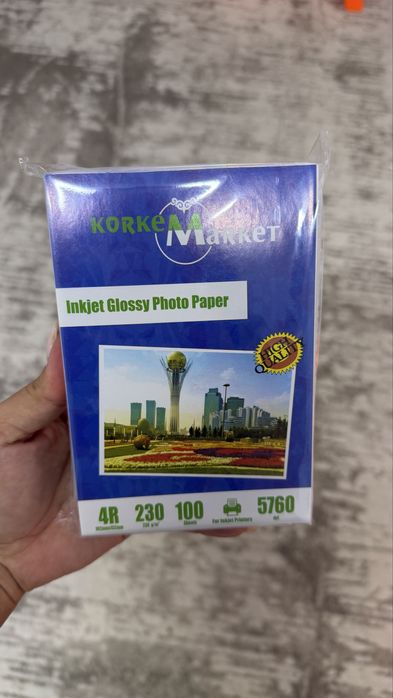 KORKEM MARKET
Inkjet Glossy Photo Paper
HIGH QUALITY
4R 230 100 5760
Sheets For Inkjet Printers